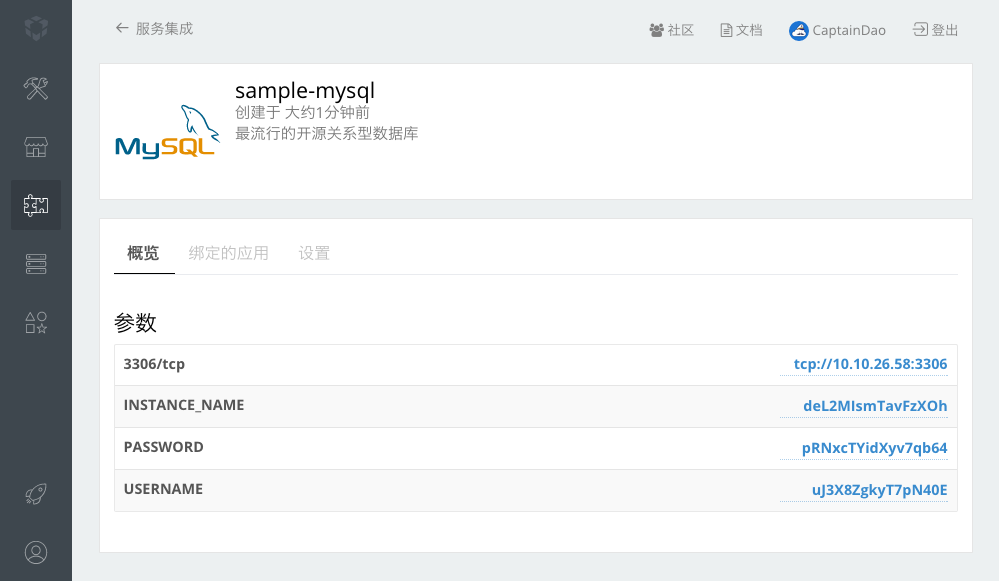 服务集成
社区 文档 CaptainDao 登出
MySQL
sample-mysql
创建于 大约1分钟前
最流行的开源关系型数据库
概览 绑定的应用 设置
参数
3306/tcp tcp://10.10.26.58:3306
INSTANCE_NAME deL2MIsmTavFzXOh
PASSWORD pRNxcTYidXyv7qb64
USERNAME uJ3X8ZgkyT7pN40E